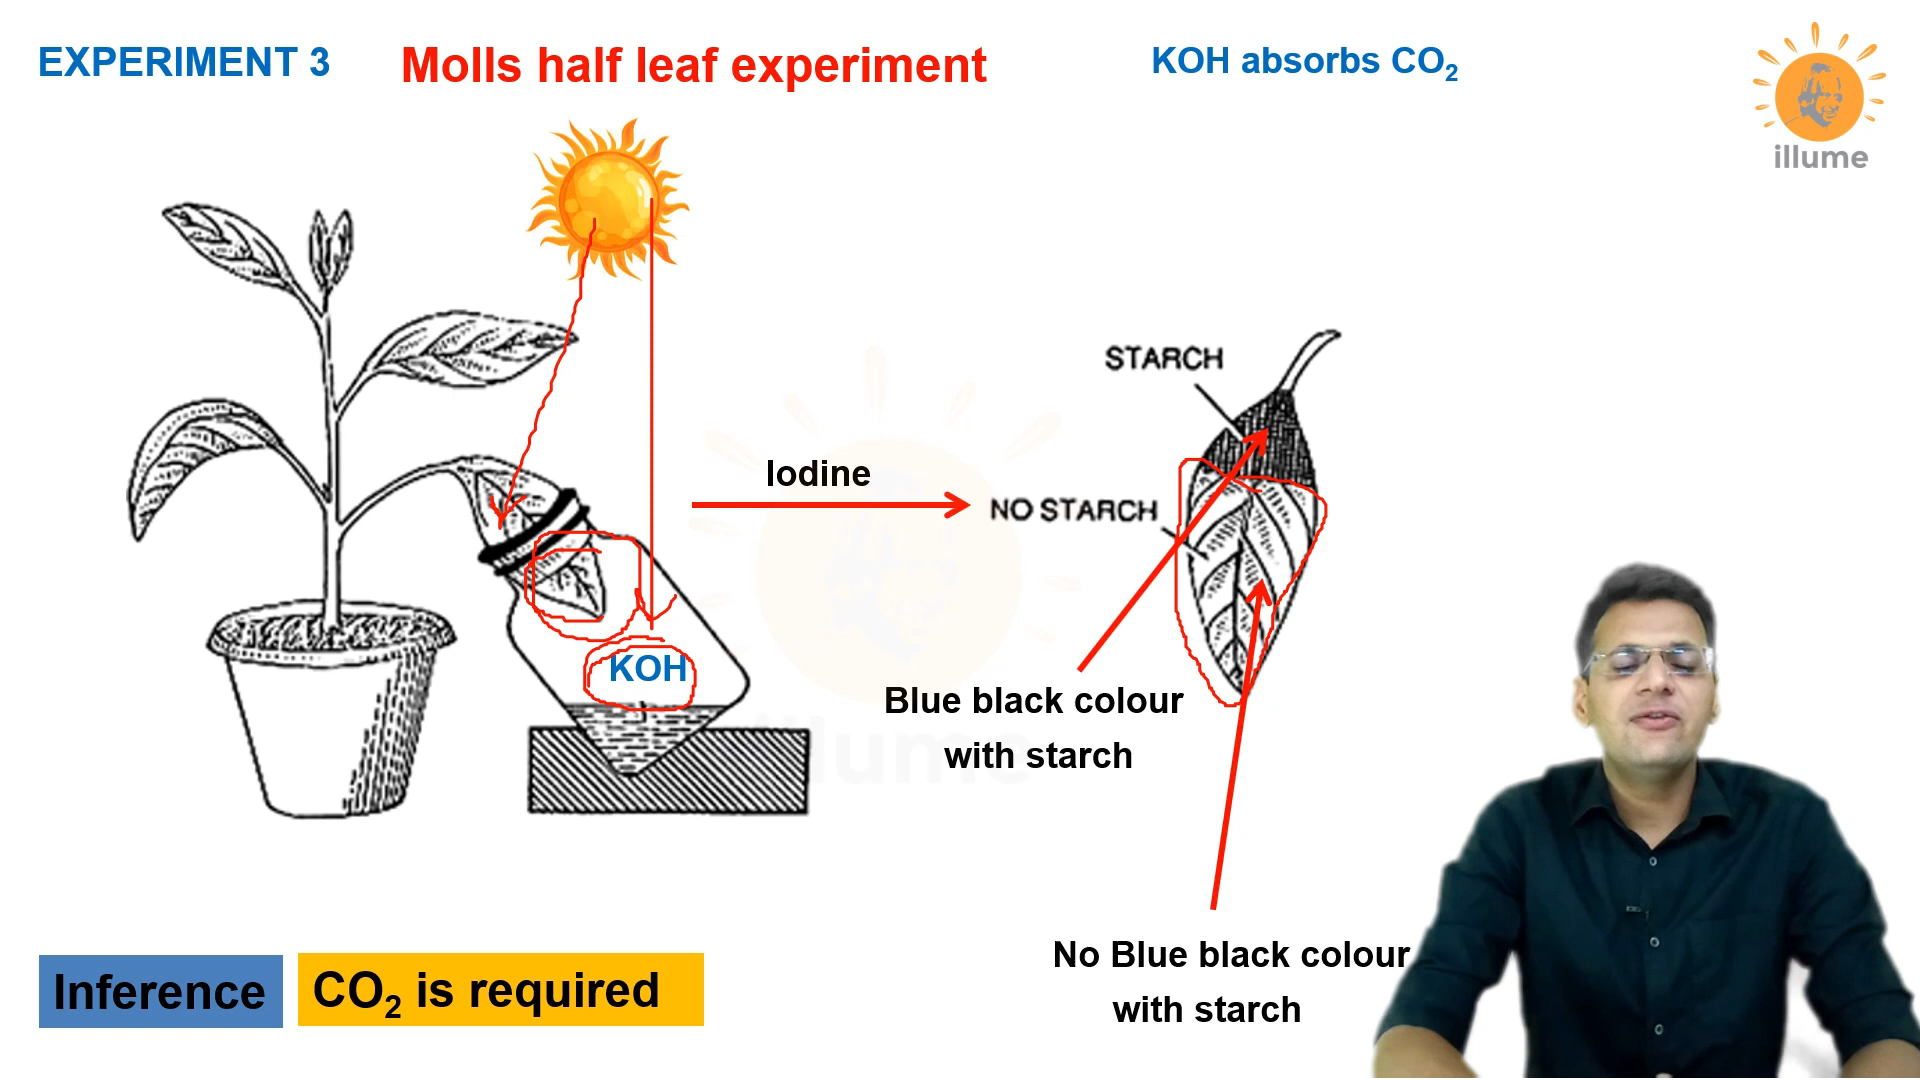 EXPERIMENT 3
Molls half leaf experiment
KOH absorbs CO₂
illume
STARCH
Iodine
NO STARCH
KOH
Blue black colour
with starch
illume
No Blue black colour
with starch
Inference
CO₂ is required